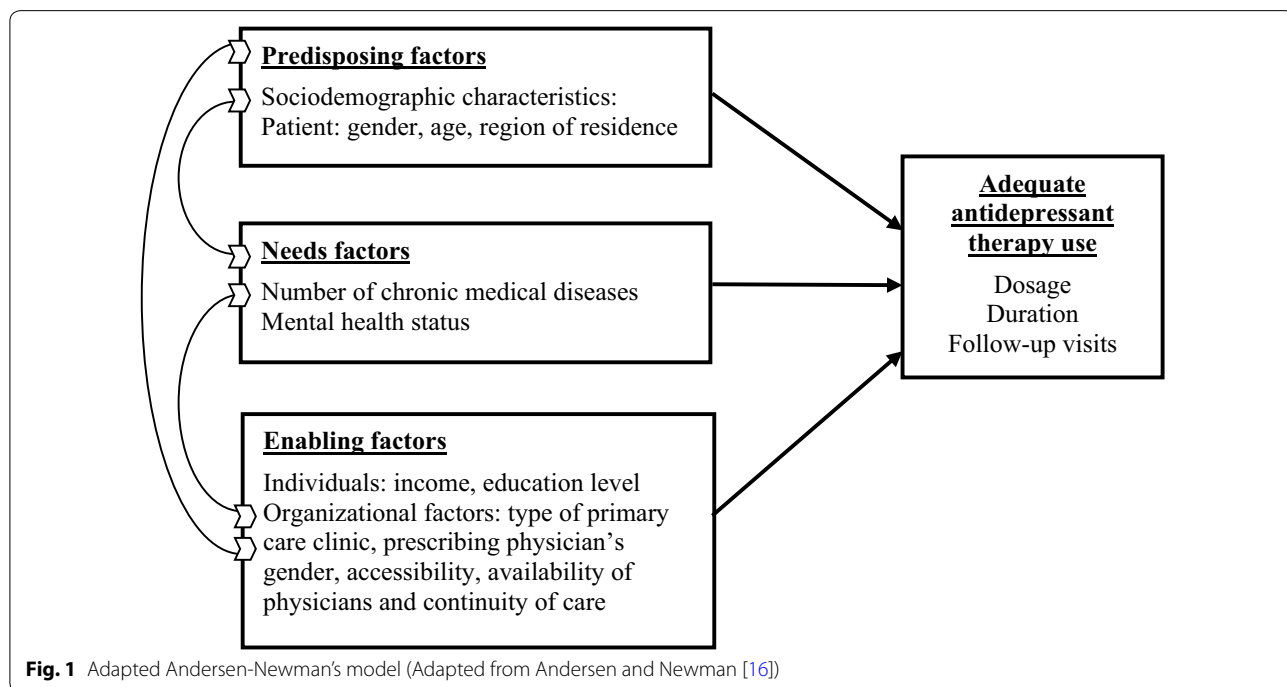 Predisposing factors
Sociodemographic characteristics:
Patient: gender, age, region of residence
Needs factors
Number of chronic medical diseases
Mental health status
Enabling factors
Individuals: income, education level
Organizational factors: type of primary
care clinic, prescribing physician’s
gender, accessibility, availability of
physicians and continuity of care
Adequate
antidepressant
therapy use
Dosage
Duration
Follow-up visits
Fig. 1 Adapted Andersen-Newman’s model (Adapted from Andersen and Newman [16])